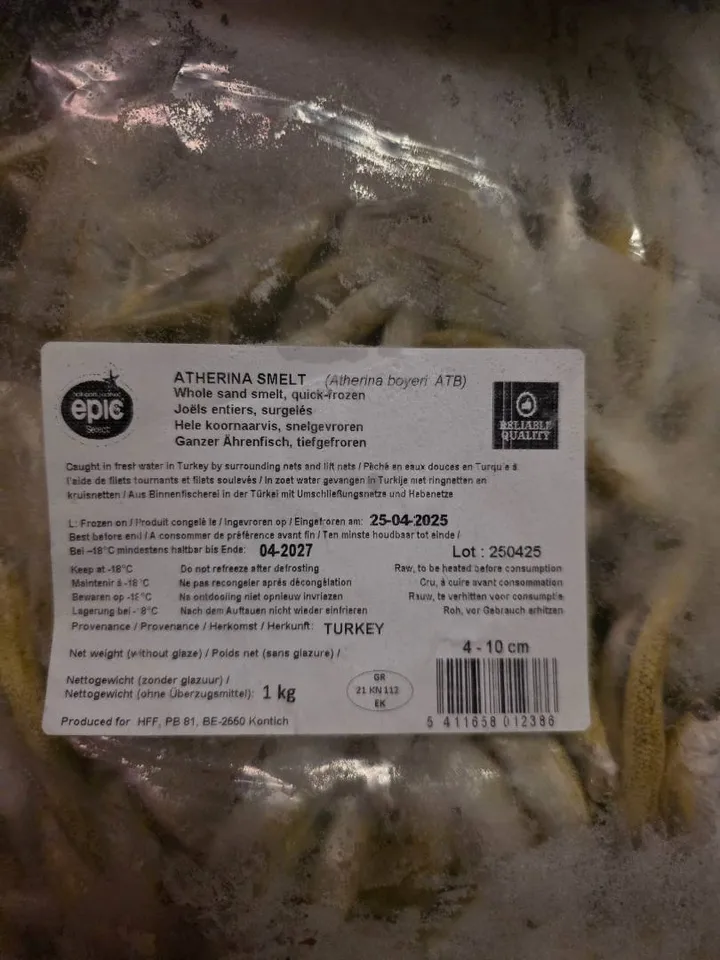 epic
Select
ATHERINA SMELT (Atherina boyeri ATB)
Whole sand smelt, quick-frozen
Joëls entiers, surgelés
Hele koornaarvis, snelgevroren
Ganzer Ährenfisch, tiefgefroren
RELIABLE
QUALITY
Caught in fresh water in Turkey by surrounding nets and lift nets / Pêché en eaux douces en Turquie à
l'aide de filets tournants et filets soulevés / In zoet water gevangen in Turkije met ringnetten en
kruisnetten / Aus Binnenfischerei in der Türkei mit Umschließungsnetze und Hebenetze
L: Frozen on / Produit congelé le / Ingevroren op / Eingefroren am: 25-04-2025
Best before end / A consommer de préférence avant fin / Ten minste houdbaar tot einde /
Bei -18°C mindestens haltbar bis Ende: 04-2027
Lot : 250425
Keep at -18°C Do not refreeze after defrosting Raw, to be heated before consumption
Maintenir à -18°C Ne pas recongeler après décongélation Cru, à cuire avant consommation
Bewaren op -18°C Na ontdooiing niet opnieuw invriezen Rauw, te verhitten voor consumptie
Lagerung bei -18°C Nach dem Auftauen nicht wieder einfrieren Roh, vor Gebrauch erhitzen
Provenance / Provenance / Herkomst / Herkunft: TURKEY
4 - 10 cm
Net weight (without glaze) / Poids net (sans glazure) /
Nettogewicht (zonder glazuur) /
Nettogewicht (ohne Überzugsmittel): 1 kg
GR
21 KN 113
EK
Produced for HFF, PB 81, BE-2550 Kontich
5 411658 012386